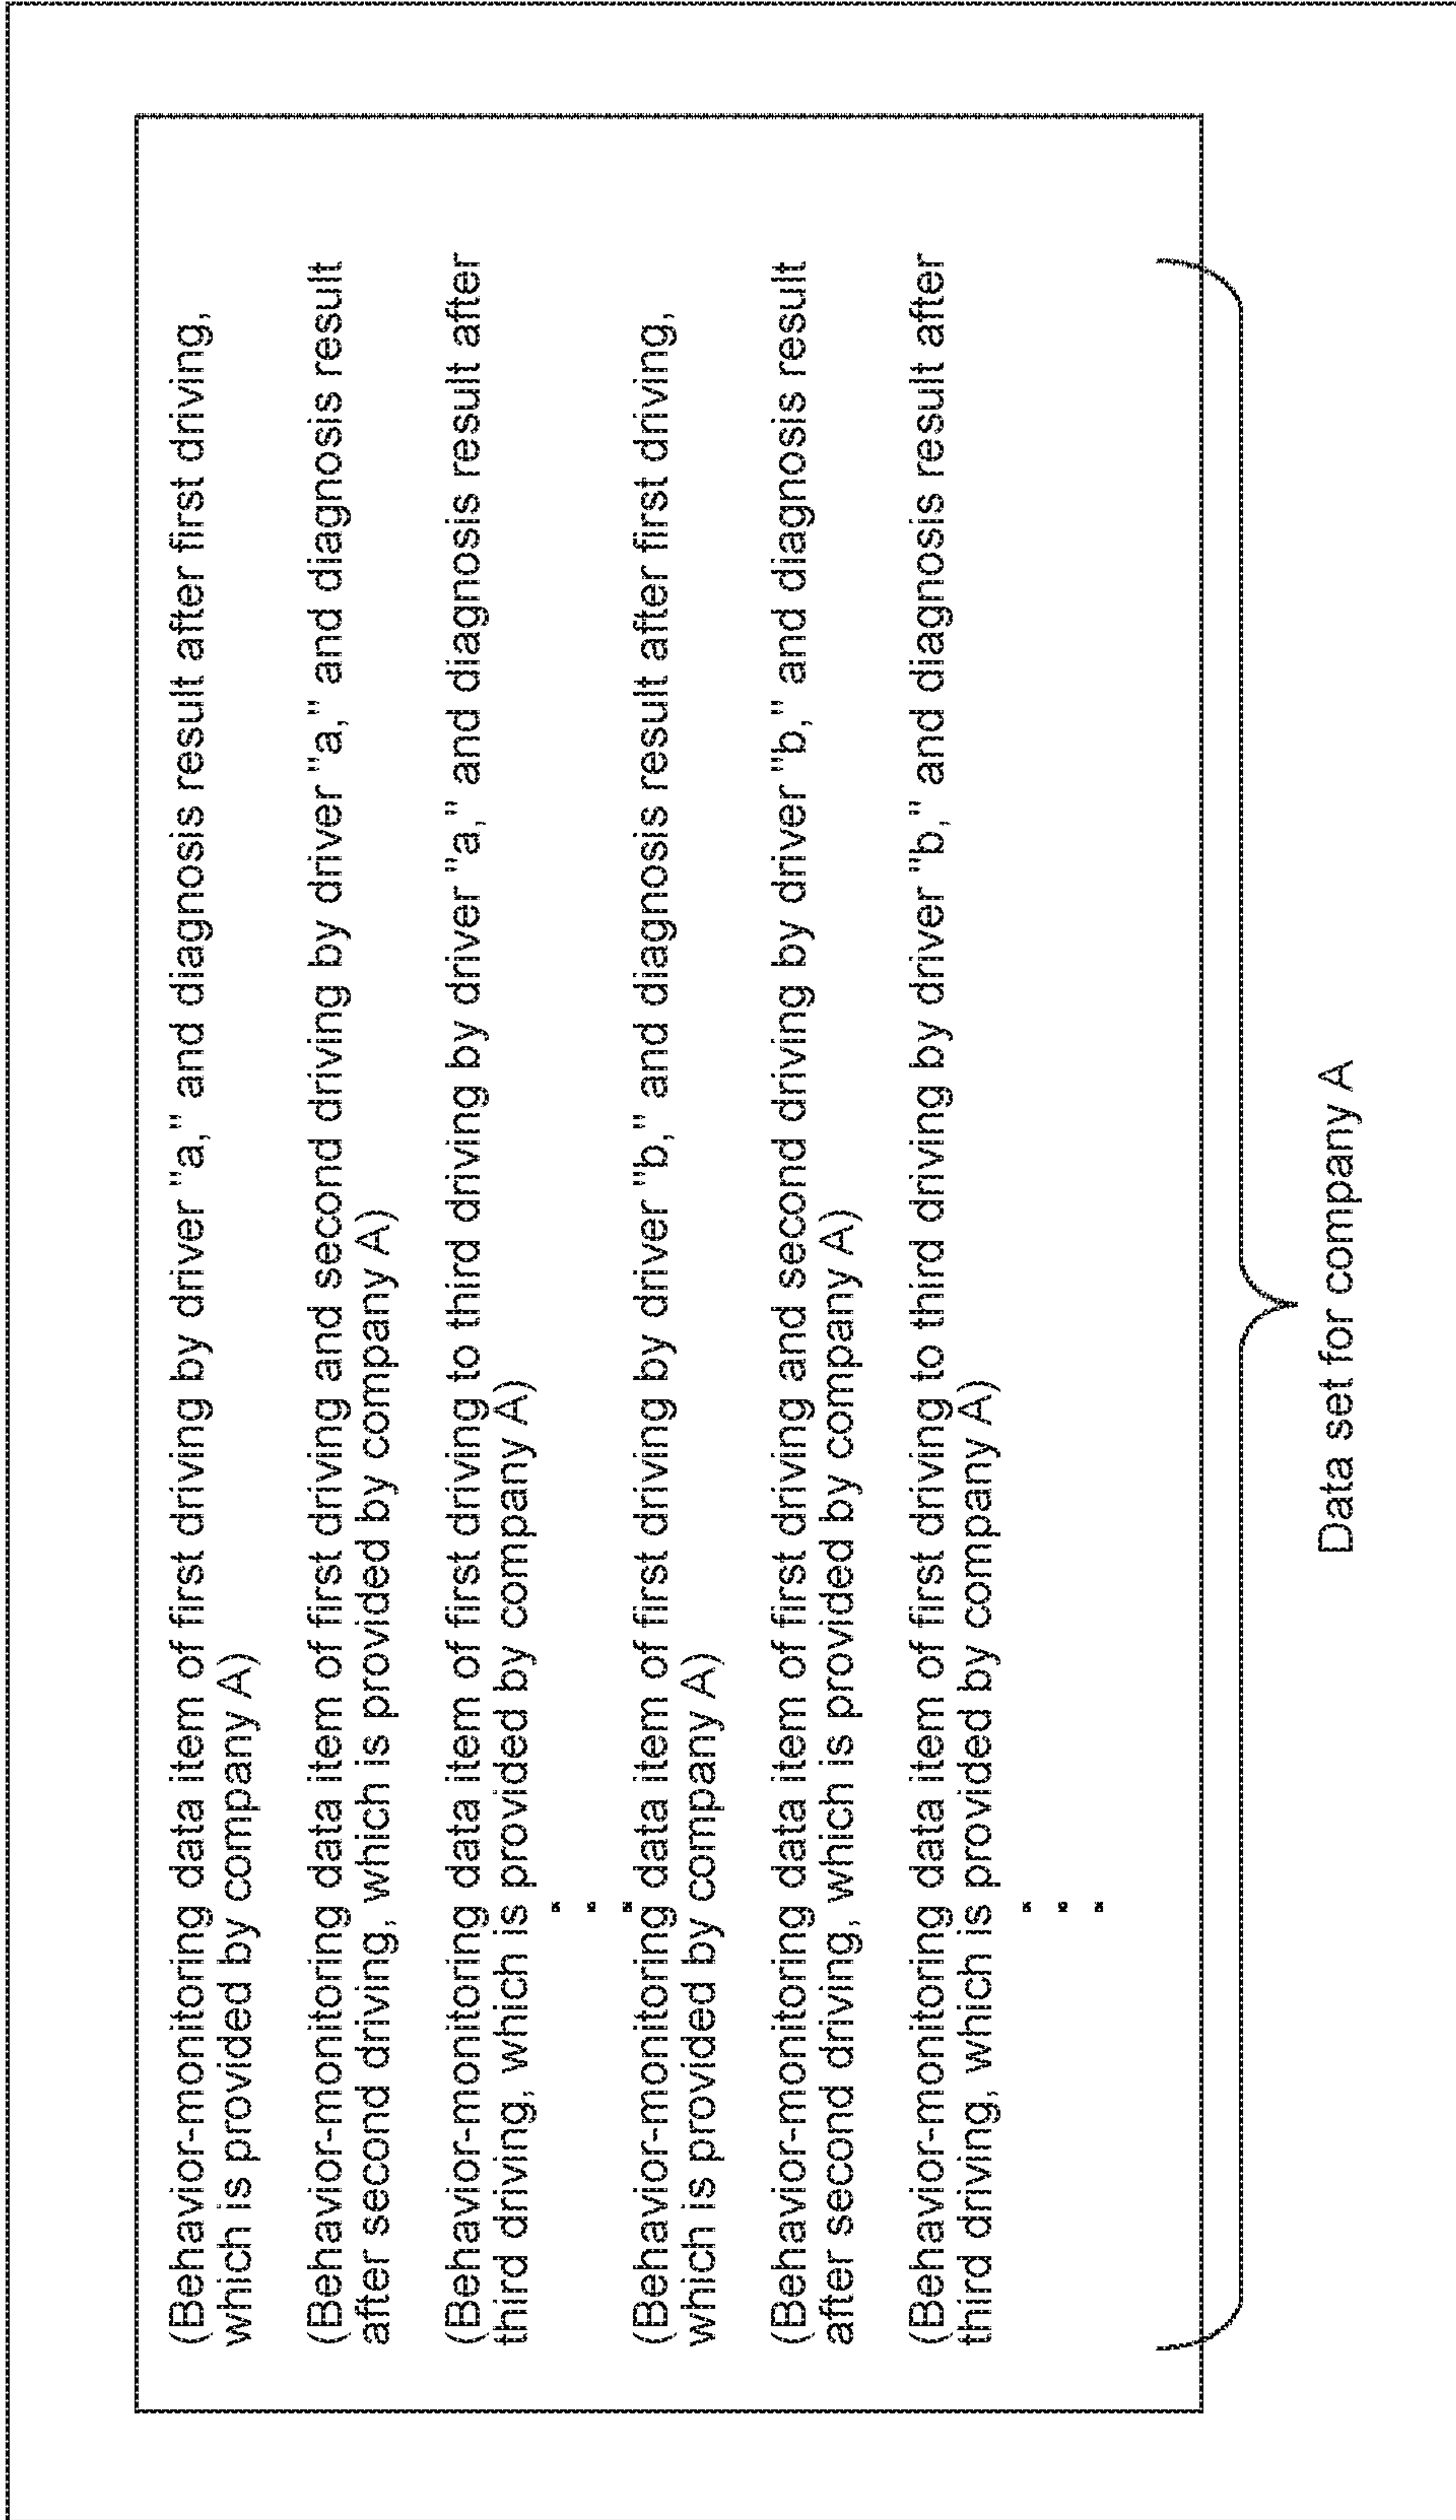 (Behavior-monitoring data item of first driving by driver "a," and diagnosis result after first driving,
which is provided by company A)
(Behavior-monitoring data item of first driving and second driving by driver "a," and diagnosis result
after second driving, which is provided by company A)
(Behavior-monitoring data item of first driving to third driving by driver "a," and diagnosis result after
third driving, which is provided by company A)
(Behavior-monitoring data item of first driving by driver "b," and diagnosis result after first driving,
which is provided by company A)
(Behavior-monitoring data item of first driving and second driving by driver "b," and diagnosis result
after second driving, which is provided by company A)
(Behavior-monitoring data item of first driving to third driving by driver "b," and diagnosis result after
third driving, which is provided by company A)
Data set for company A